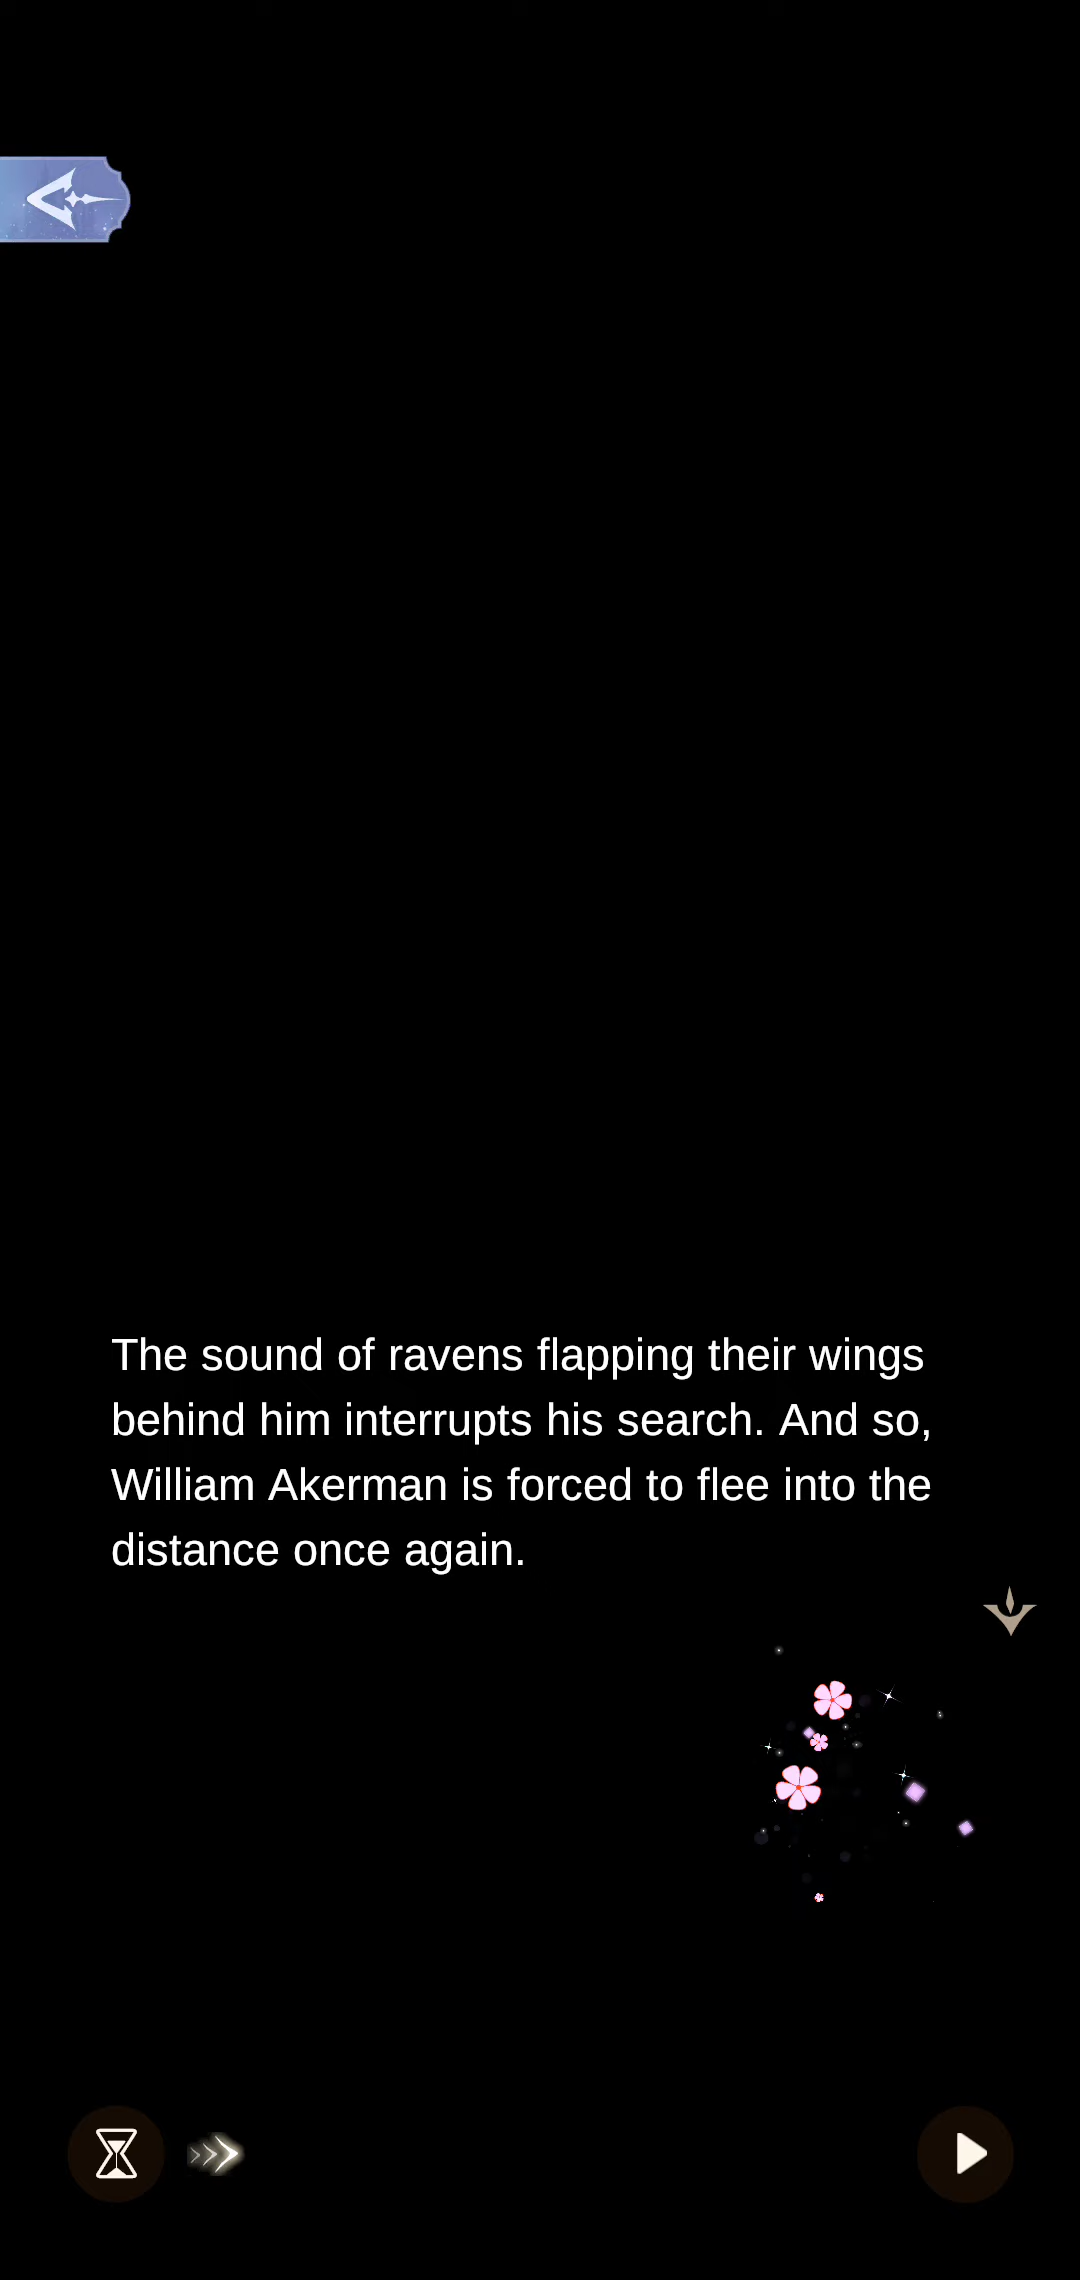 The sound of ravens flapping their wings
behind him interrupts his search. And so,
William Akerman is forced to flee into the
distance once again.